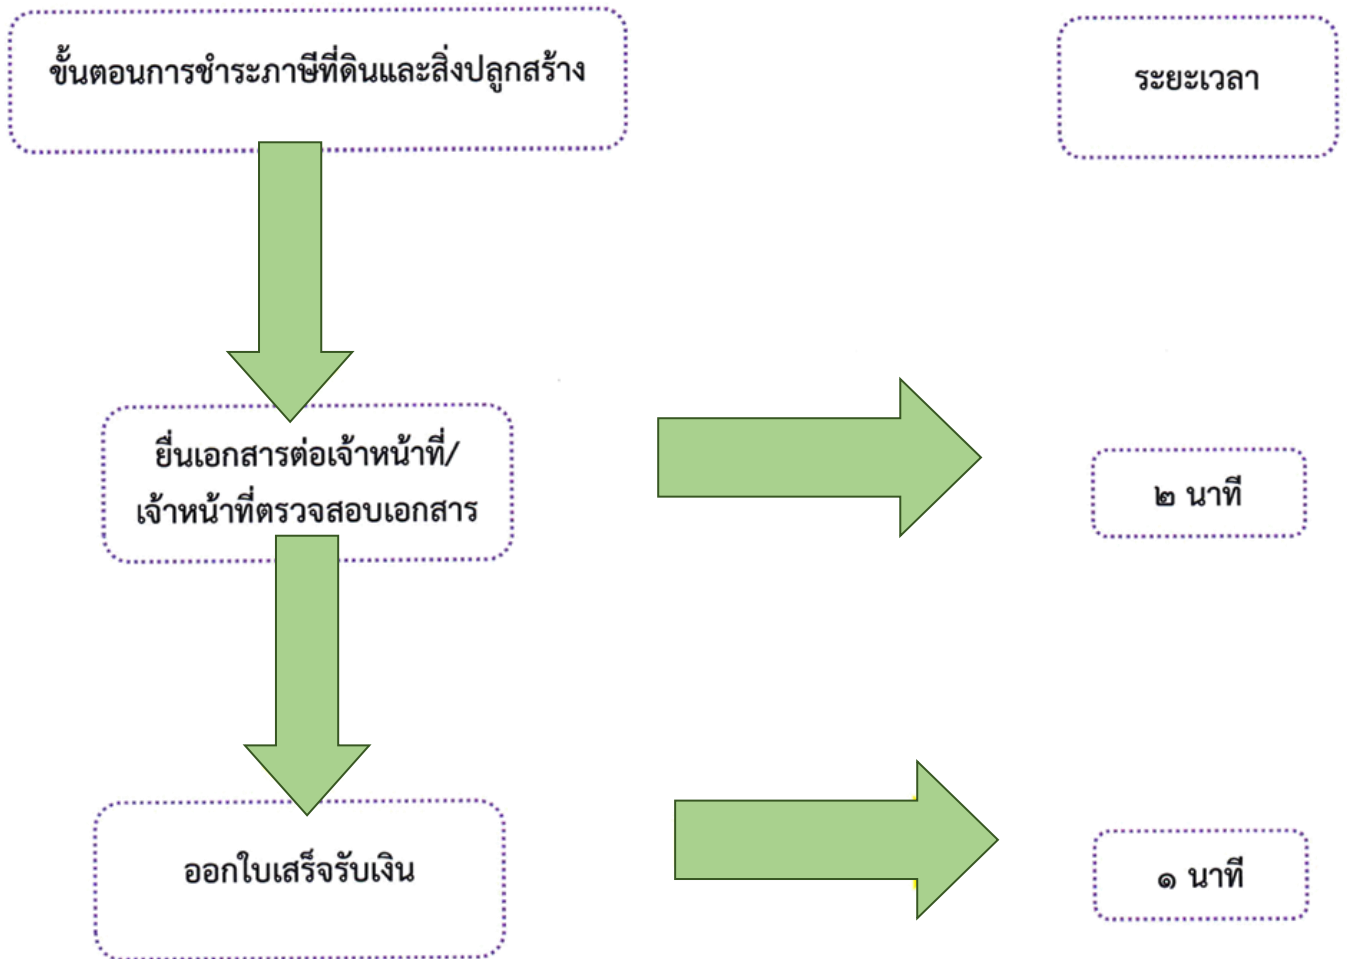 ขั้นตอนการชำระภาษีที่ดินและสิ่งปลูกสร้าง
ระยะเวลา
ยื่นเอกสารต่อเจ้าหน้าที่/
เจ้าหน้าที่ตรวจสอบเอกสาร
๒ นาที
ออกใบเสร็จรับเงิน
๑ นาที